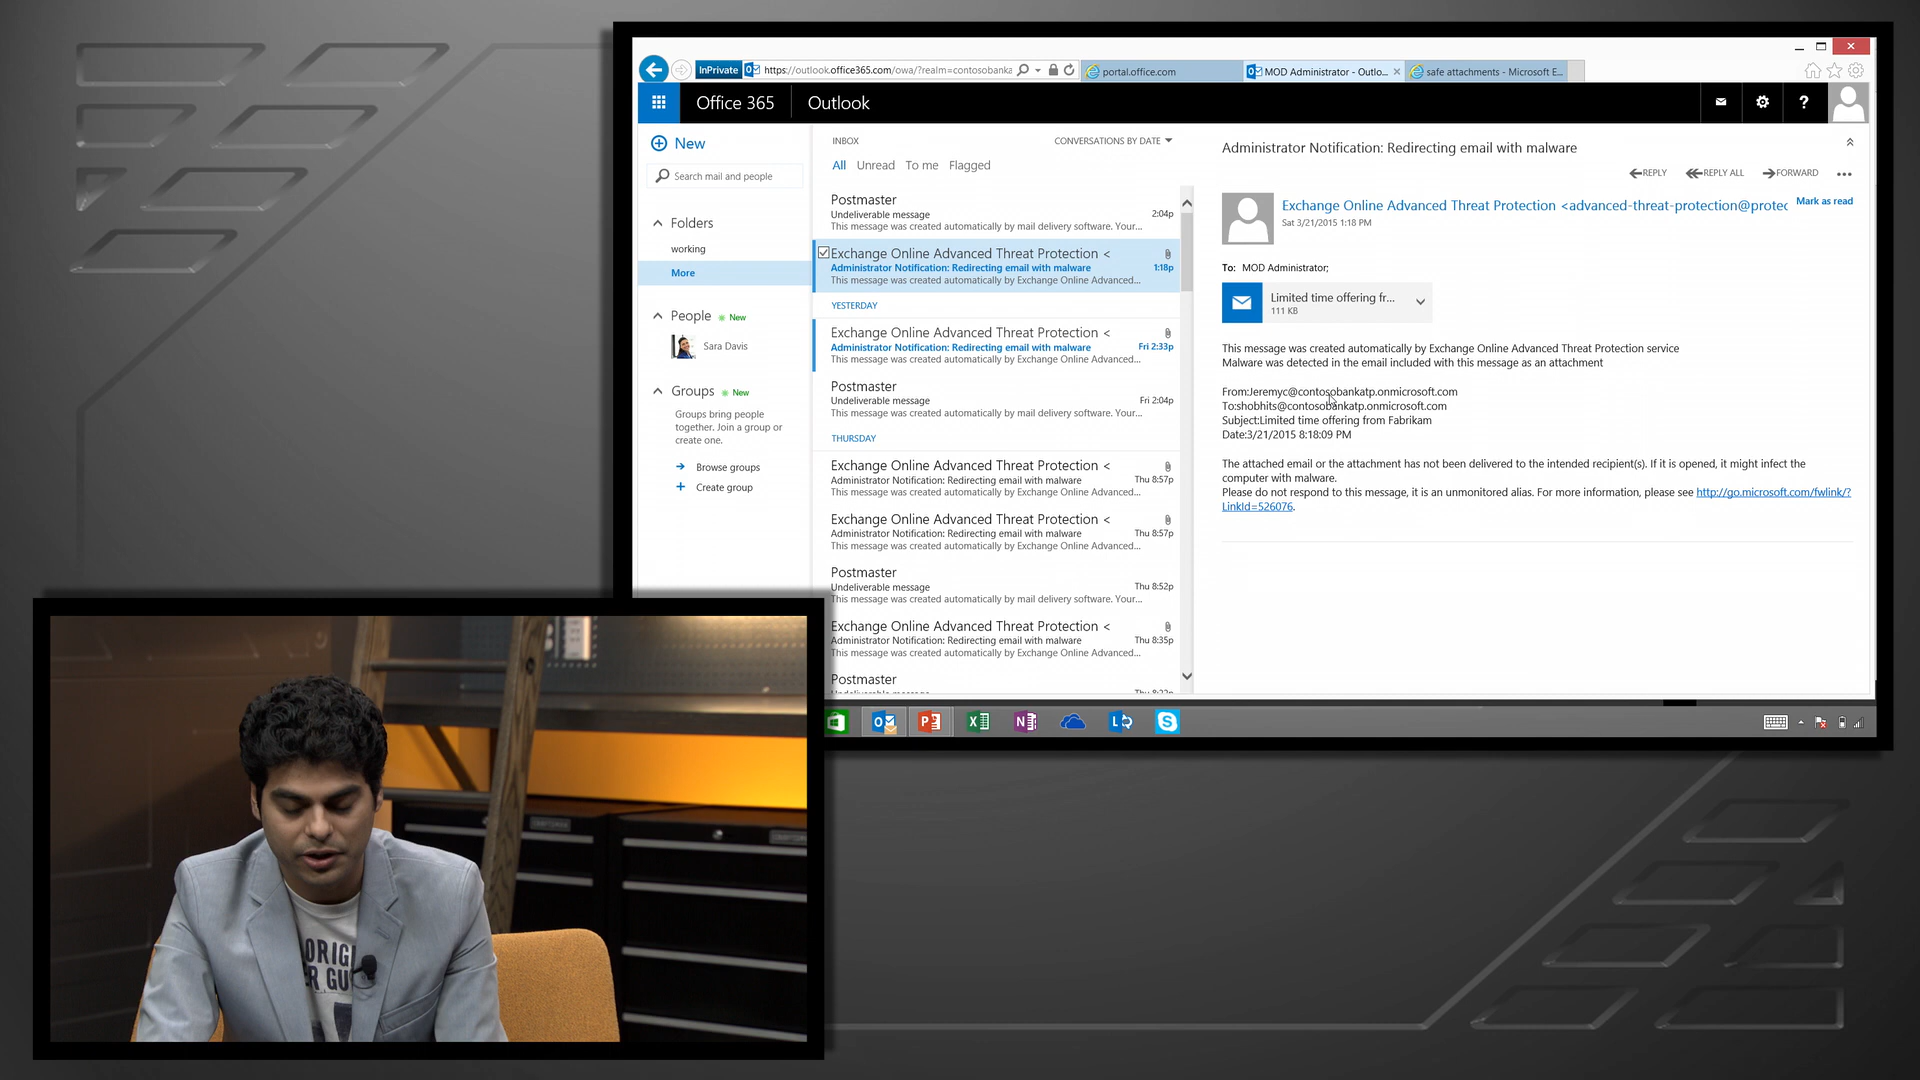 InPrivate
https://outlook.office365.com/owa/?realm=contosobanka
portal.office.com
MOD Administrator - Outlo...
safe attachments - Microsoft E...
Office 365
Outlook
?
New
Search mail and people
Folders
working
More
People New
Sara Davis
Groups New
Groups bring people
together. Join a group or
create one.
Browse groups
Create group
INBOX
CONVERSATIONS BY DATE
All Unread To me Flagged
Postmaster
Undeliverable message 2:04p
This message was created automatically by mail delivery software. Your...
Exchange Online Advanced Threat Protection <
Administrator Notification: Redirecting email with malware 1:18p
This message was created automatically by Exchange Online Advanced...
YESTERDAY
Exchange Online Advanced Threat Protection <
Administrator Notification: Redirecting email with malware Fri 2:33p
This message was created automatically by Exchange Online Advanced...
Postmaster
Undeliverable message Fri 2:04p
This message was created automatically by mail delivery software. Your...
THURSDAY
Exchange Online Advanced Threat Protection <
Administrator Notification: Redirecting email with malware Thu 8:57p
This message was created automatically by Exchange Online Advanced...
Exchange Online Advanced Threat Protection <
Administrator Notification: Redirecting email with malware Thu 8:57p
This message was created automatically by Exchange Online Advanced...
Postmaster
Undeliverable message Thu 8:52p
This message was created automatically by mail delivery software. Your...
Exchange Online Advanced Threat Protection <
Administrator Notification: Redirecting email with malware Thu 8:35p
This message was created automatically by Exchange Online Advanced...
Postmaster
Undeliverable message
Administrator Notification: Redirecting email with malware
REPLY REPLY ALL FORWARD ...
Exchange Online Advanced Threat Protection <advanced-threat-protection@protec
Mark as read
Sat 3/21/2015 1:18 PM
To: MOD Administrator;
Limited time offering fr...
111 KB
This message was created automatically by Exchange Online Advanced Threat Protection service
Malware was detected in the email included with this message as an attachment
From:Jeremyc@contosobankatp.onmicrosoft.com
To:shobhits@contosobankatp.onmicrosoft.com
Subject:Limited time offering from Fabrikam
Date:3/21/2015 8:18:09 PM
The attached email or the attachment has not been delivered to the intended recipient(s). If it is opened, it might infect the
computer with malware.
Please do not respond to this message, it is an unmonitored alias. For more information, please see http://go.microsoft.com/fwlink/?
LinkId=526076.